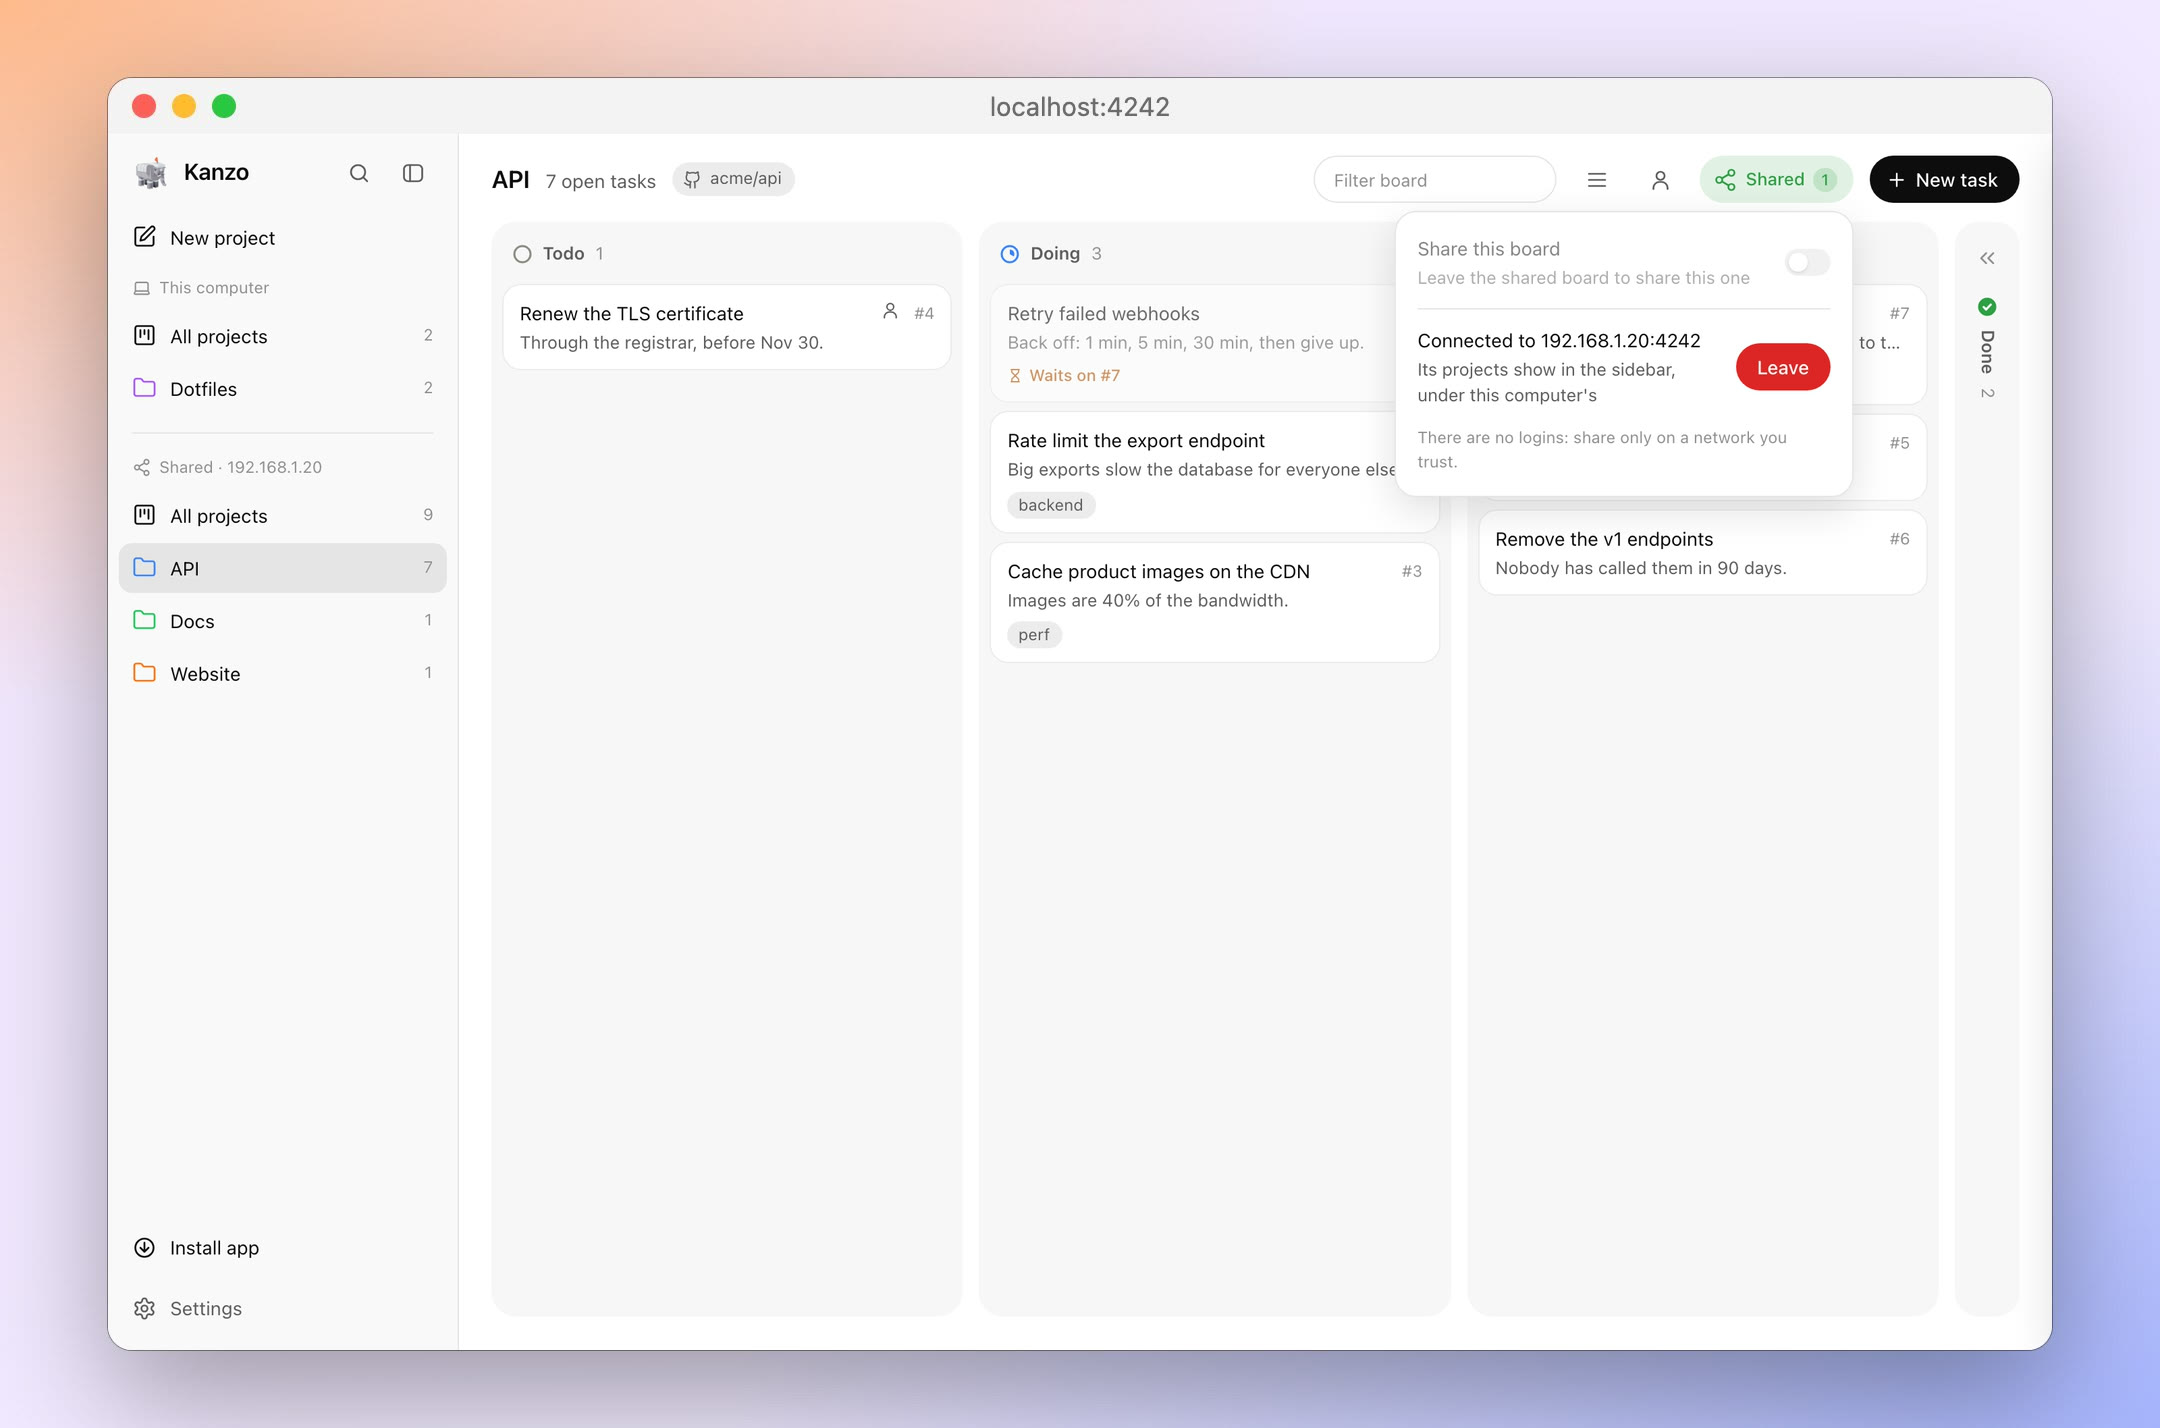 localhost:4242
Kanzo
New project
This computer
All projects 2
Dotfiles 2
Shared · 192.168.1.20
All projects 9
API 7
Docs 1
Website 1
Install app
Settings
API 7 open tasks acme/api
Filter board
Shared 1
New task
Todo 1
Renew the TLS certificate #4
Through the registrar, before Nov 30.
Doing 3
Retry failed webhooks
Back off: 1 min, 5 min, 30 min, then give up.
Waits on #7
Rate limit the export endpoint
Big exports slow the database for everyone else
backend
Cache product images on the CDN #3
Images are 40% of the bandwidth.
perf
Share this board
Leave the shared board to share this one
Connected to 192.168.1.20:4242
Its projects show in the sidebar,
under this computer's
Leave
There are no logins: share only on a network you
trust.
#7
to t...
#5
Remove the v1 endpoints #6
Nobody has called them in 90 days.
Done 2